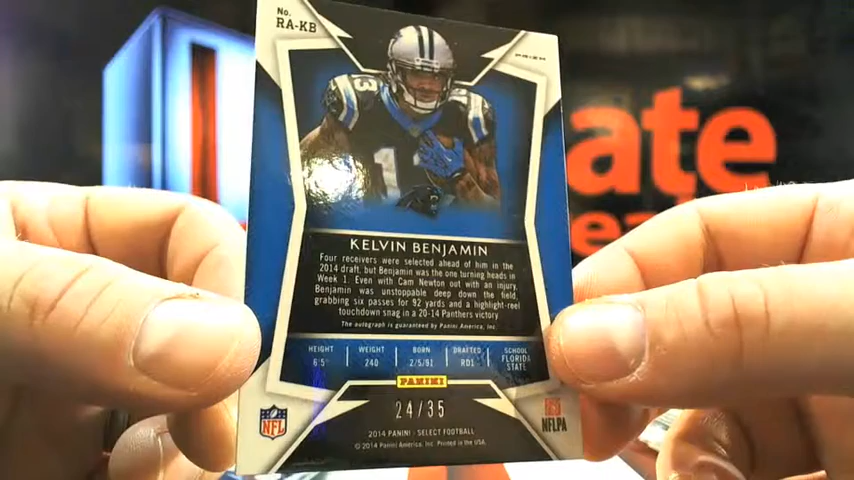 No.
RA-KB
PRIZM
13
1
KELVIN BENJAMIN
Four receivers were selected ahead of him in the
2014 draft, but Benjamin was the one turning heads in
Week 1. Even with Cam Newton out with an injury,
Benjamin was unstoppable deep down the field,
grabbing six passes for 92 yards and a highlight-reel
touchdown snag in a 20-14 Panthers victory.
The autograph is guaranteed by Panini America, Inc.
HEIGHT WEIGHT BORN DRAFTED SCHOOL
6'5" 240 2/5/91 RD1 FLORIDA
STATE
PANINI
24/35
NFL
NFLPA
2014 PANINI - SELECT FOOTBALL
© 2014 Panini America, Inc. Printed in the USA.
ate